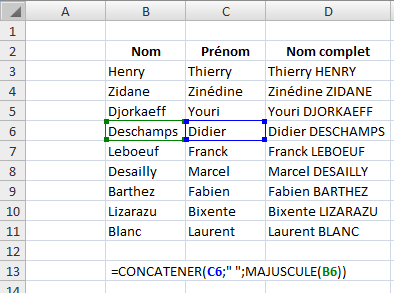 A B C D
1
2 Nom Prénom Nom complet
3 Henry Thierry Thierry HENRY
4 Zidane Zinédine Zinédine ZIDANE
5 Djorkaeff Youri Youri DJORKAEFF
6 Deschamps Didier Didier DESCHAMPS
7 Leboeuf Franck Franck LEBOEUF
8 Desailly Marcel Marcel DESAILLY
9 Barthez Fabien Fabien BARTHEZ
10 Lizarazu Bixente Bixente LIZARAZU
11 Blanc Laurent Laurent BLANC
12
13 =CONCATENER(C6;" ";MAJUSCULE(B6))
14